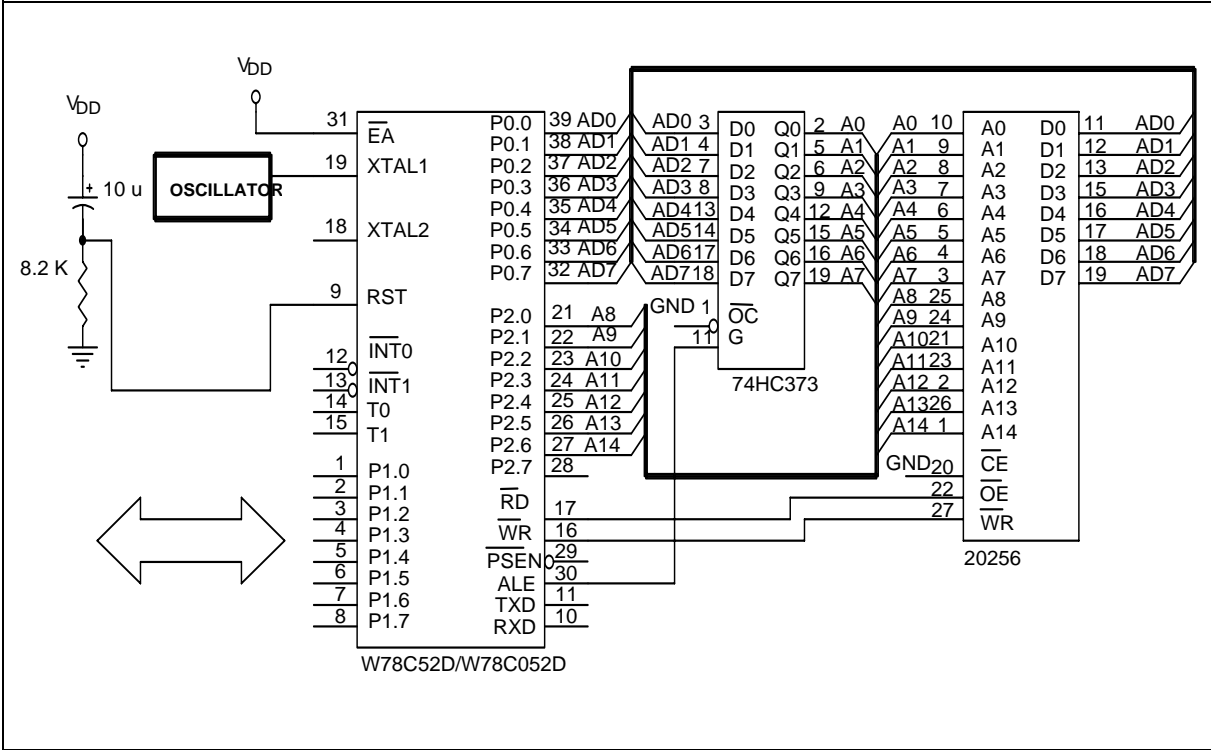 VDD
VDD
10 u
+
8.2 K
OSCILLATOR
31 EA
19 XTAL1
18 XTAL2
9 RST
12 INT0
13 INT1
14 T0
15 T1
1 P1.0
2 P1.1
3 P1.2
4 P1.3
5 P1.4
6 P1.5
7 P1.6
8 P1.7
P0.0 39 AD0
P0.1 38 AD1
P0.2 37 AD2
P0.3 36 AD3
P0.4 35 AD4
P0.5 34 AD5
P0.6 33 AD6
P0.7 32 AD7
P2.0 21 A8
P2.1 22 A9
P2.2 23 A10
P2.3 24 A11
P2.4 25 A12
P2.5 26 A13
P2.6 27 A14
P2.7 28
RD 17
WR 16
PSEN 29
ALE 30
TXD 11
RXD 10
W78C52D/W78C052D
AD0 3 D0 Q0 2 A0
AD1 4 D1 Q1 5 A1
AD2 7 D2 Q2 6 A2
AD3 8 D3 Q3 9 A3
AD4 13 D4 Q4 12 A4
AD5 14 D5 Q5 15 A5
AD6 17 D6 Q6 16 A6
AD7 18 D7 Q7 19 A7
GND 1 OC
11 G
74HC373
A0 10 A0 D0 11 AD0
A1 9 A1 D1 12 AD1
A2 8 A2 D2 13 AD2
A3 7 A3 D3 15 AD3
A4 6 A4 D4 16 AD4
A5 5 A5 D5 17 AD5
A6 4 A6 D6 18 AD6
A7 3 A7 D7 19 AD7
A8 25 A8
A9 24 A9
A10 21 A10
A11 23 A11
A12 2 A12
A13 26 A13
A14 1 A14
GND 20 CE
22 OE
27 WR
20256